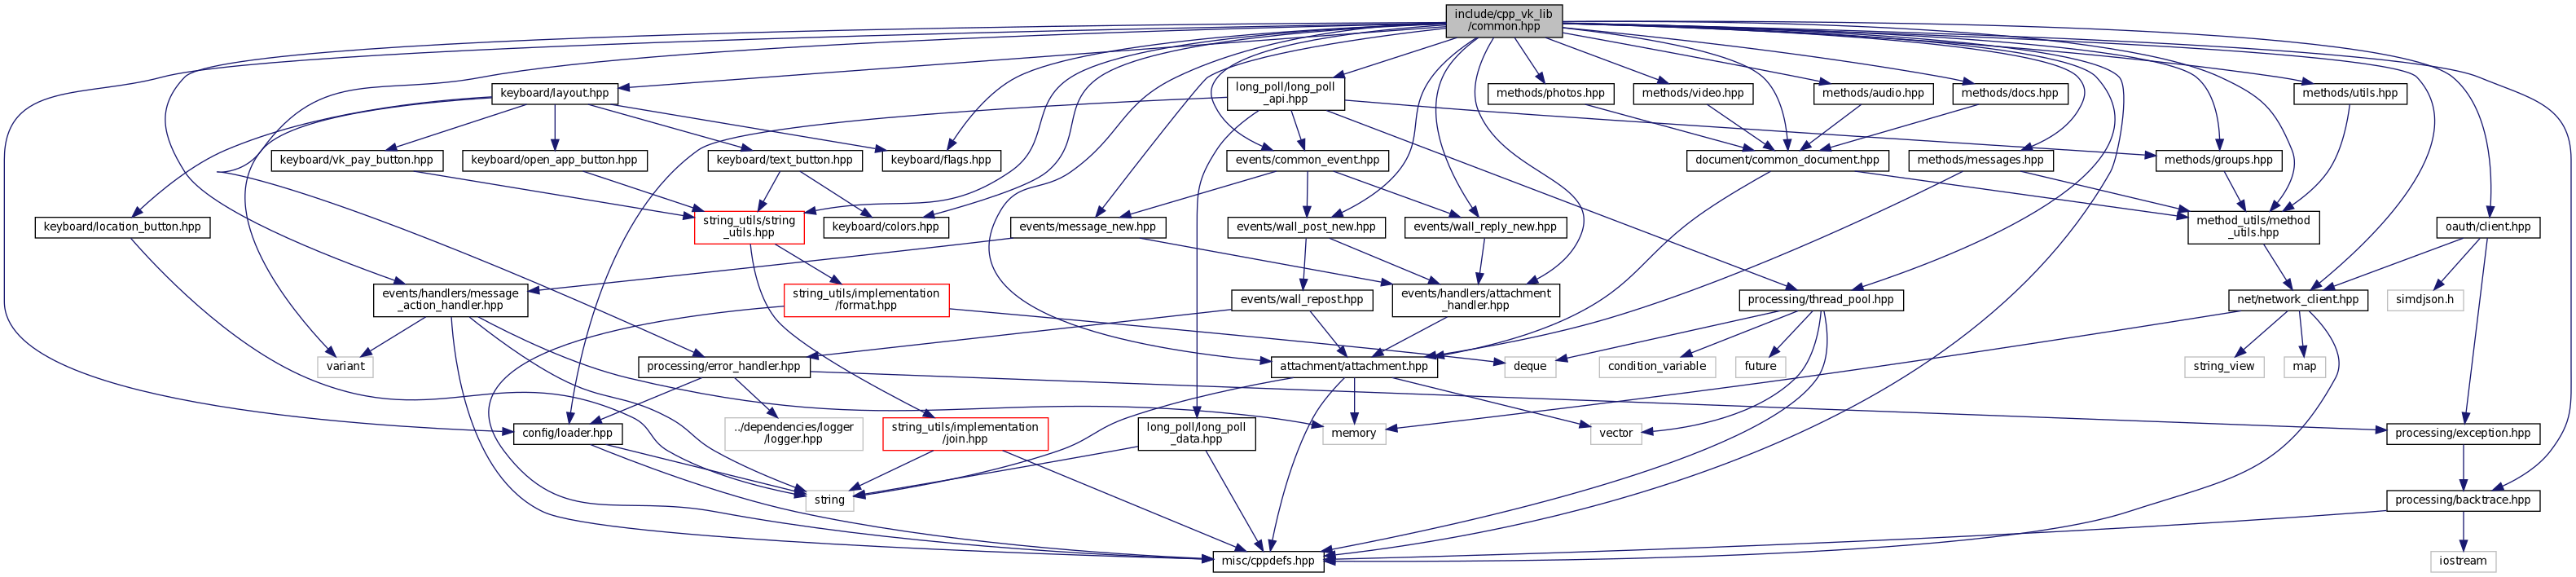 include/cpp_vk_lib
/common.hpp
keyboard/layout.hpp
long_poll/long_poll
_api.hpp
methods/photos.hpp
methods/video.hpp
methods/audio.hpp
methods/docs.hpp
methods/utils.hpp
keyboard/vk_pay_button.hpp
keyboard/open_app_button.hpp
keyboard/text_button.hpp
keyboard/flags.hpp
events/common_event.hpp
document/common_document.hpp
methods/messages.hpp
methods/groups.hpp
keyboard/location_button.hpp
string_utils/string
_utils.hpp
keyboard/colors.hpp
events/message_new.hpp
events/wall_post_new.hpp
events/wall_reply_new.hpp
method_utils/method
_utils.hpp
oauth/client.hpp
events/handlers/message
_action_handler.hpp
string_utils/implementation
/format.hpp
events/wall_repost.hpp
events/handlers/attachment
_handler.hpp
processing/thread_pool.hpp
net/network_client.hpp
simdjson.h
variant
processing/error_handler.hpp
attachment/attachment.hpp
deque
condition_variable
future
string_view
map
config/loader.hpp
../dependencies/logger
/logger.hpp
string_utils/implementation
/join.hpp
long_poll/long_poll
_data.hpp
memory
vector
processing/exception.hpp
string
processing/backtrace.hpp
misc/cppdefs.hpp
iostream